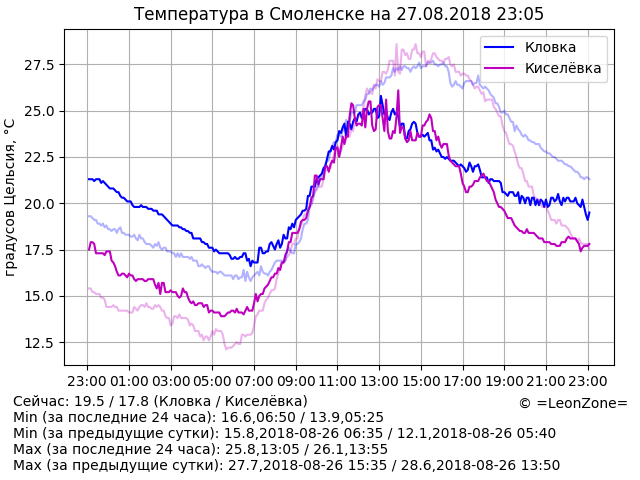 Температура в Смоленске на 27.08.2018 23:05
Кловка
Киселёвка
градусов Цельсия, °C
27.5
25.0
22.5
20.0
17.5
15.0
12.5
23:00 01:00 03:00 05:00 07:00 09:00 11:00 13:00 15:00 17:00 19:00 21:00 23:00
Сейчас: 19.5 / 17.8 (Кловка / Киселёвка)
© =LeonZone=
Min (за последние 24 часа): 16.6,06:50 / 13.9,05:25
Min (за предыдущие сутки): 15.8,2018-08-26 06:35 / 12.1,2018-08-26 05:40
Max (за последние 24 часа): 25.8,13:05 / 26.1,13:55
Max (за предыдущие сутки): 27.7,2018-08-26 15:35 / 28.6,2018-08-26 13:50